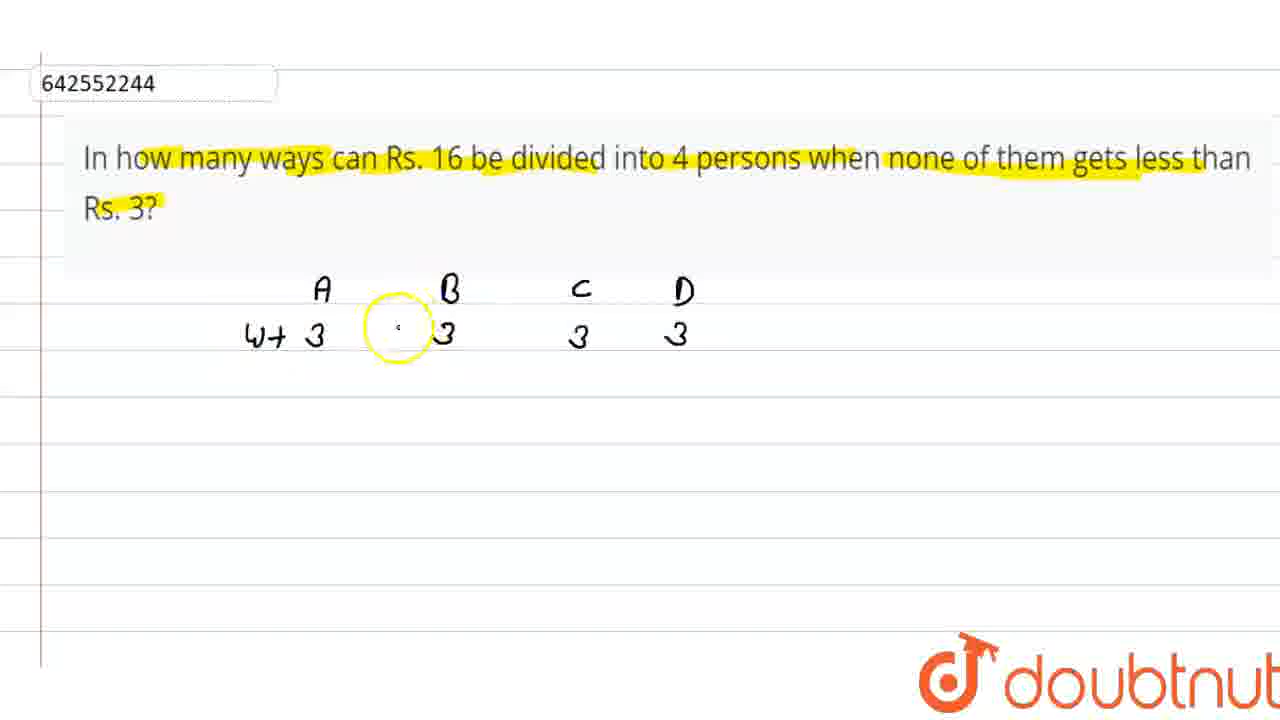 642552244
In how many ways can Rs. 16 be divided into 4 persons when none of them gets less than
Rs. 3?
A B C D
W+ 3 3 3 3
doubtnut